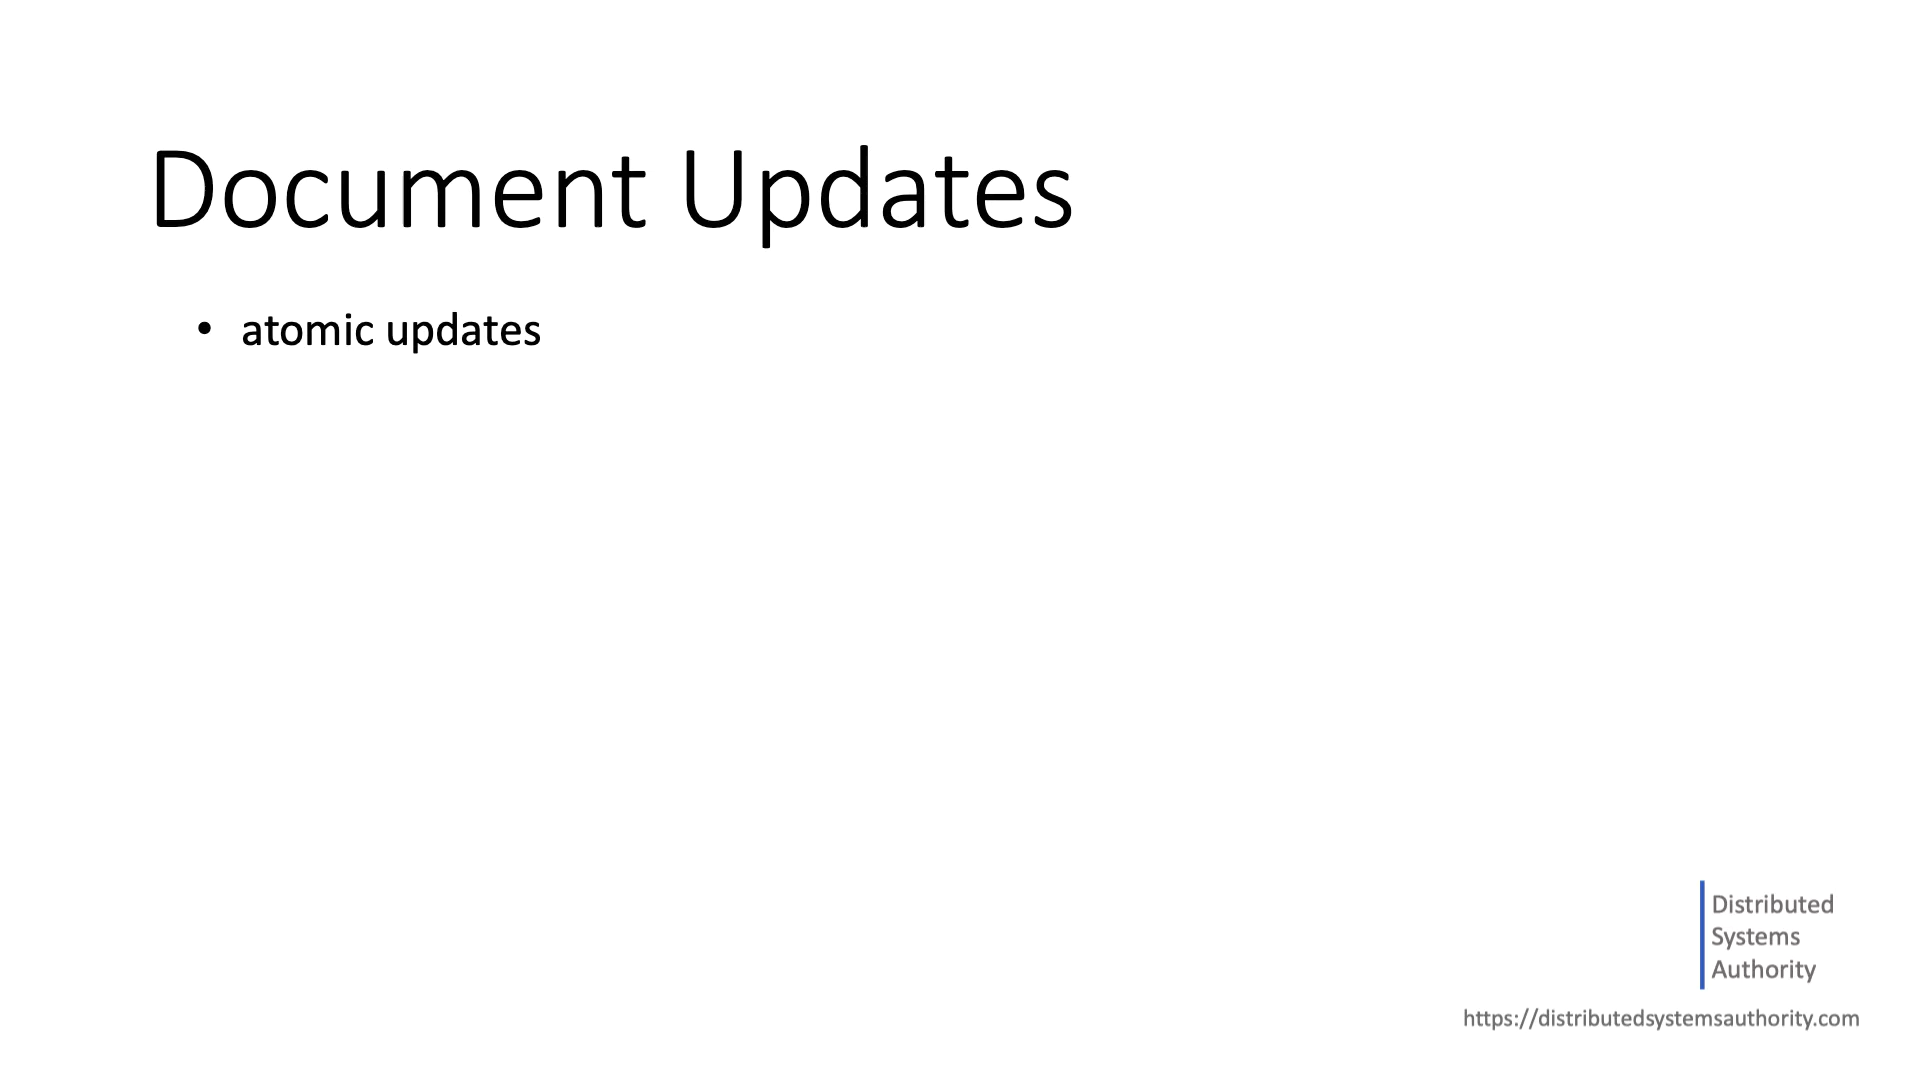 Document Updates
• atomic updates
Distributed
Systems
Authority
https://distributedsystemsauthority.com